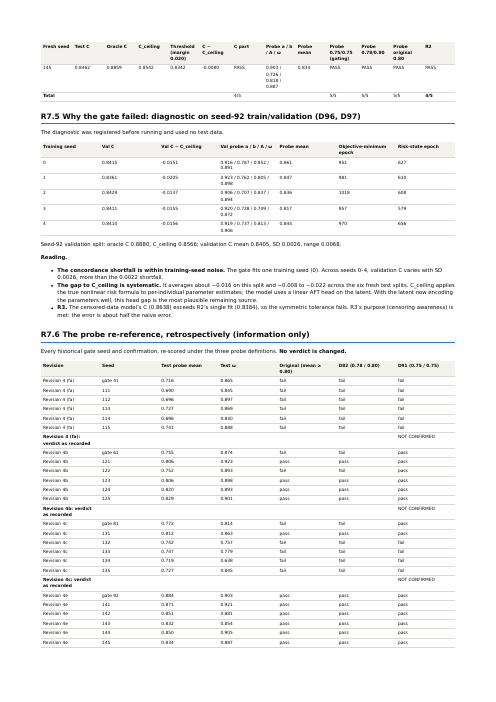 Fresh seed Test C Oracle C C_ceiling Threshold (margin 0.020) C − C_ceiling C part Probe a / b / A / ω Probe mean Probe 0.75/0.75 (gating) Probe 0.78/0.80 Probe original 0.80 R2
145 0.8462 0.8859 0.8542 0.8342 -0.0080 PASS 0.903 / 0.726 / 0.818 / 0.887 0.834 PASS PASS PASS PASS
Total 4/5 5/5 5/5 5/5 4/5
R7.5 Why the gate failed: diagnostic on seed-92 train/validation (D96, D97)
The diagnostic was registered before running and used no test data.
Training seed Val C Val C − C_ceiling Val probe a / b / A / ω Probe mean Objective-minimum epoch Risk-state epoch
0 0.8415 -0.0151 0.916 / 0.787 / 0.852 / 0.891 0.861 951 627
1 0.8361 -0.0205 0.923 / 0.762 / 0.805 / 0.898 0.847 981 610
2 0.8429 -0.0137 0.906 / 0.707 / 0.837 / 0.894 0.836 1018 608
3 0.8411 -0.0155 0.920 / 0.728 / 0.749 / 0.872 0.817 957 579
4 0.8410 -0.0156 0.919 / 0.737 / 0.813 / 0.906 0.844 970 656
Seed-92 validation split: oracle C 0.8880, C_ceiling 0.8566; validation C mean 0.8405, SD 0.0026, range 0.0068.
Reading.
• The concordance shortfall is within training-seed noise. The gate fits one training seed (0). Across seeds 0–4, validation C varies with SD
0.0026, more than the 0.0022 shortfall.
• The gap to C_ceiling is systematic. It averages about −0.016 on this split and −0.008 to −0.022 across the six fresh test splits. C_ceiling applies
the true nonlinear risk formula to per-individual parameter estimates; the model uses a linear AFT head on the latent. With the latent now encoding
the parameters well, this head gap is the most plausible remaining source.
• R3. The censored-data model's C (0.8638) exceeds R2's single fit (0.8384), so the symmetric tolerance fails. R3's purpose (censoring awareness) is
met: the error is about half the naive error.
R7.6 The probe re-reference, retrospectively (information only)
Every historical gate seed and confirmation, re-scored under the three probe definitions. No verdict is changed.
Revision Seed Test probe mean Test ω Original (mean ≥ 0.80) D82 (0.78 / 0.80) D91 (0.75 / 0.75)
Revision 4 (fa) gate 41 0.716 0.865 fail fail fail
Revision 4 (fa) 111 0.690 0.845 fail fail fail
Revision 4 (fa) 112 0.696 0.897 fail fail fail
Revision 4 (fa) 113 0.727 0.869 fail fail fail
Revision 4 (fa) 114 0.696 0.830 fail fail fail
Revision 4 (fa) 115 0.741 0.888 fail fail fail
Revision 4 (fa): verdict as recorded NOT CONFIRMED
Revision 4b gate 61 0.755 0.874 fail fail pass
Revision 4b 121 0.806 0.923 pass pass pass
Revision 4b 122 0.752 0.893 fail fail pass
Revision 4b 123 0.806 0.898 pass pass pass
Revision 4b 124 0.820 0.893 pass pass pass
Revision 4b 125 0.829 0.901 pass pass pass
Revision 4b: verdict as recorded NOT CONFIRMED
Revision 4c gate 81 0.772 0.814 fail fail pass
Revision 4c 131 0.812 0.863 pass pass pass
Revision 4c 132 0.742 0.757 fail fail fail
Revision 4c 133 0.747 0.779 fail fail fail
Revision 4c 134 0.719 0.638 fail fail fail
Revision 4c 135 0.727 0.845 fail fail fail
Revision 4c: verdict as recorded NOT CONFIRMED
Revision 4e gate 92 0.884 0.903 pass pass pass
Revision 4e 141 0.871 0.921 pass pass pass
Revision 4e 142 0.851 0.881 pass pass pass
Revision 4e 143 0.832 0.854 pass pass pass
Revision 4e 144 0.850 0.905 pass pass pass
Revision 4e 145 0.834 0.887 pass pass pass